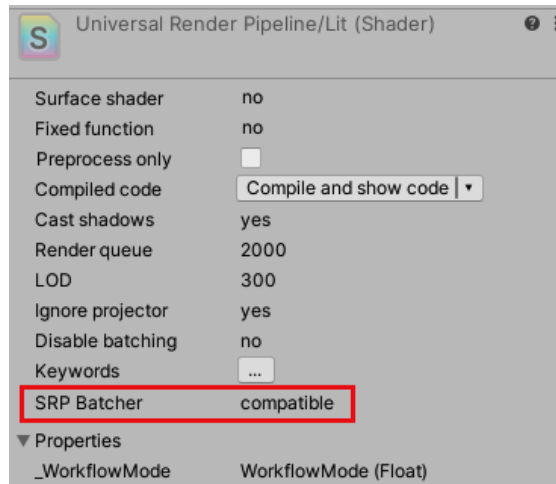 S Universal Render Pipeline/Lit (Shader) ?
Surface shader no
Fixed function no
Preprocess only
Compiled code Compile and show code
Cast shadows yes
Render queue 2000
LOD 300
Ignore projector yes
Disable batching no
Keywords ...
SRP Batcher compatible
Properties
_WorkflowMode WorkflowMode (Float)